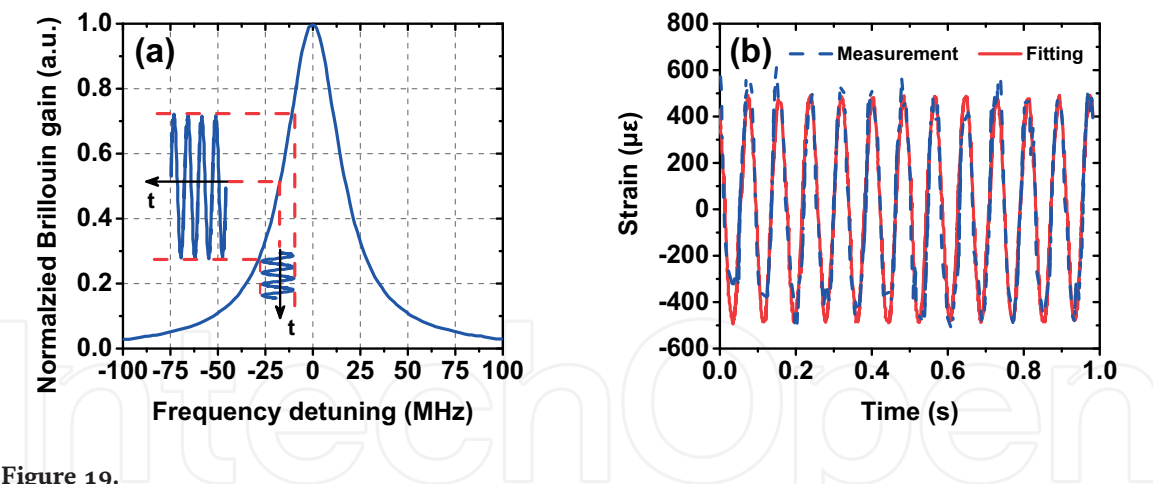 (a)
Normalzied Brillouin gain (a.u.)
1.0
0.8
0.6
0.4
0.2
0.0
t
t
-100 -75 -50 -25 0 25 50 75 100
Frequency detuning (MHz)
(b)
Measurement Fitting
Strain (με)
800
600
400
200
0
-200
-400
-600
0.0 0.2 0.4 0.6 0.8 1.0
Time (s)
IntechOpen
Figure 19.